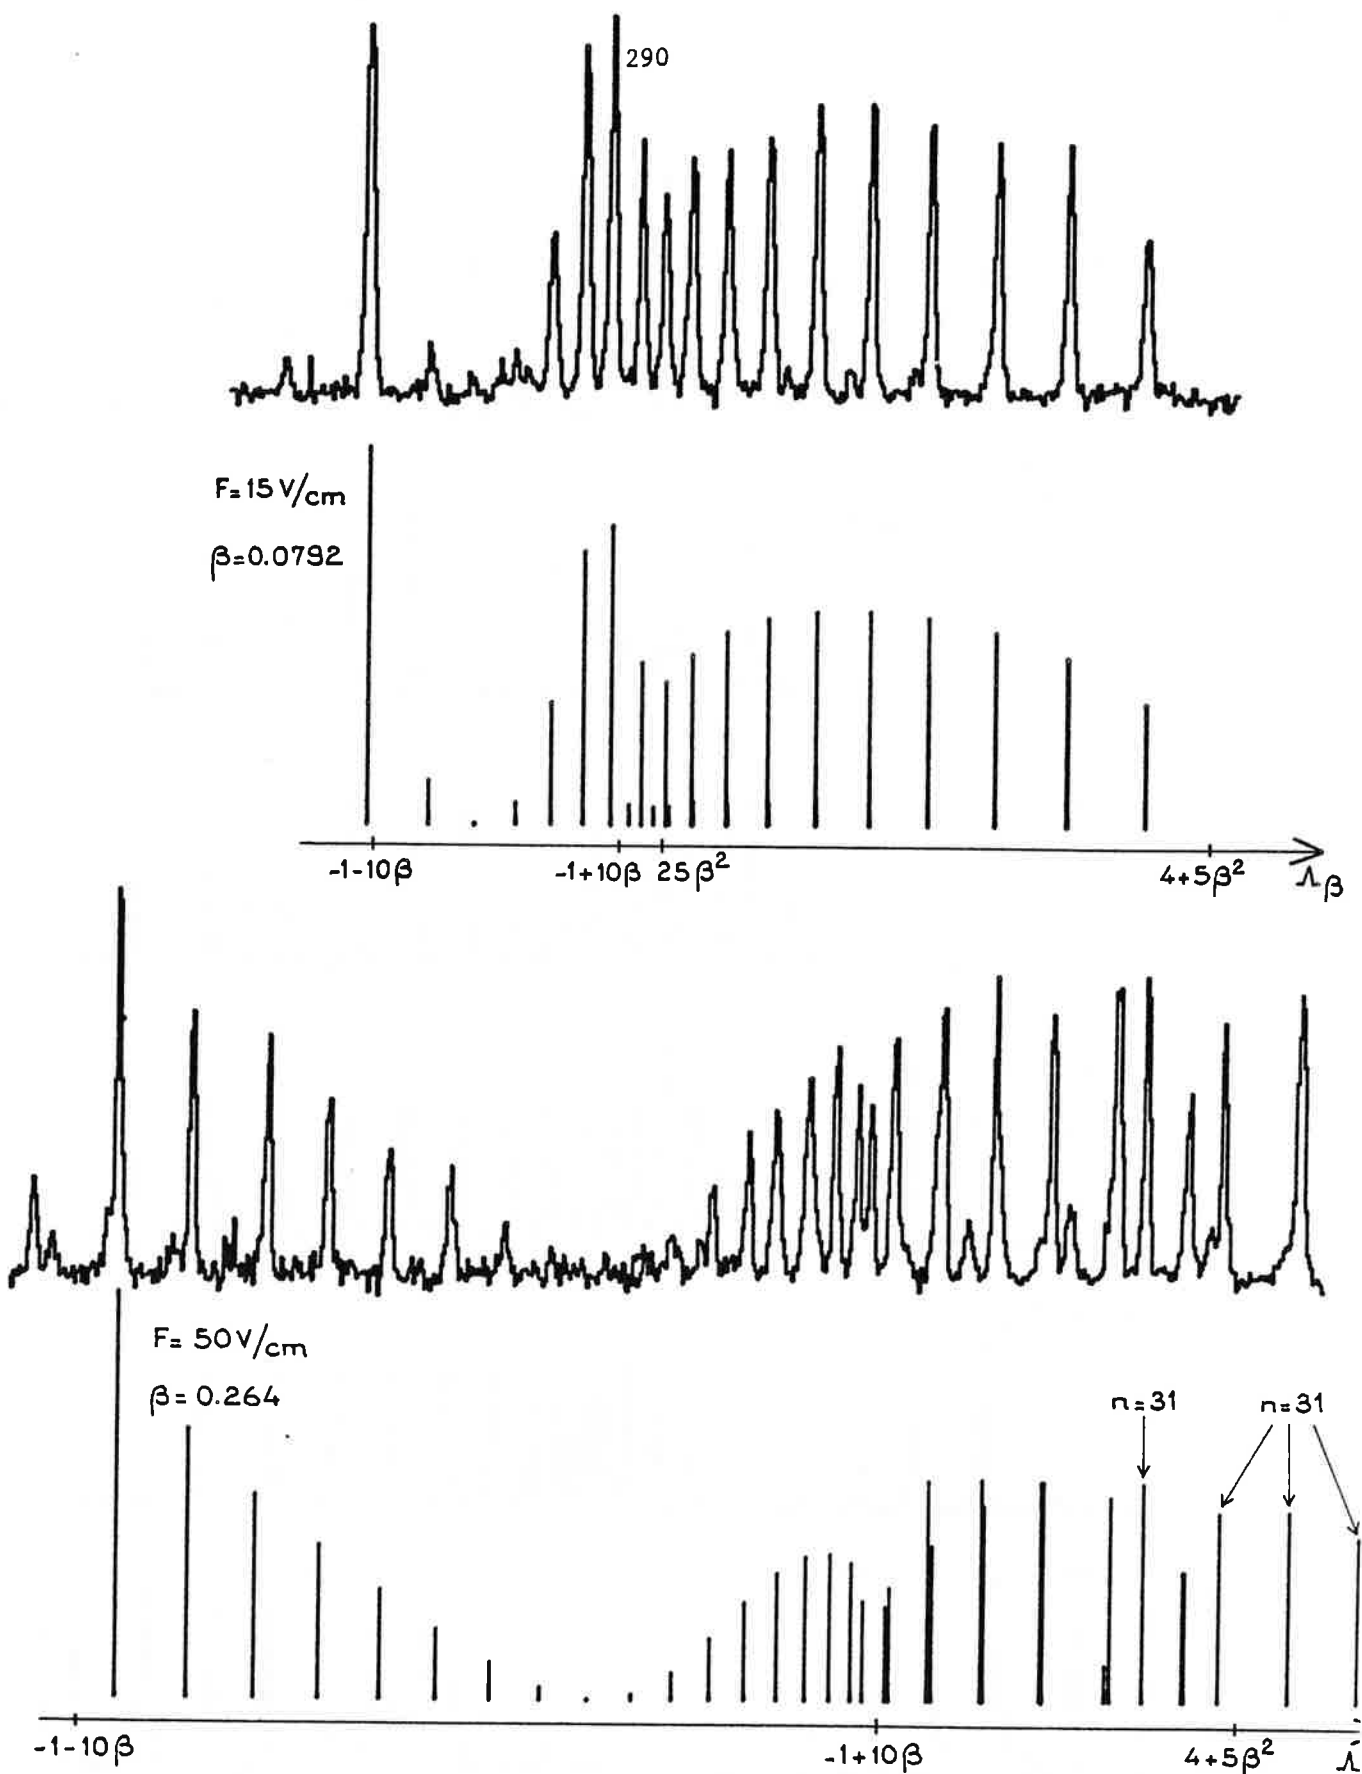 290
F=15 V/cm
β=0.0792
-1-10β -1+10β 25β² 4+5β² Λβ
F= 50V/cm
β= 0.264
n=31 n=31
-1-10β -1+10β 4+5β² Λ